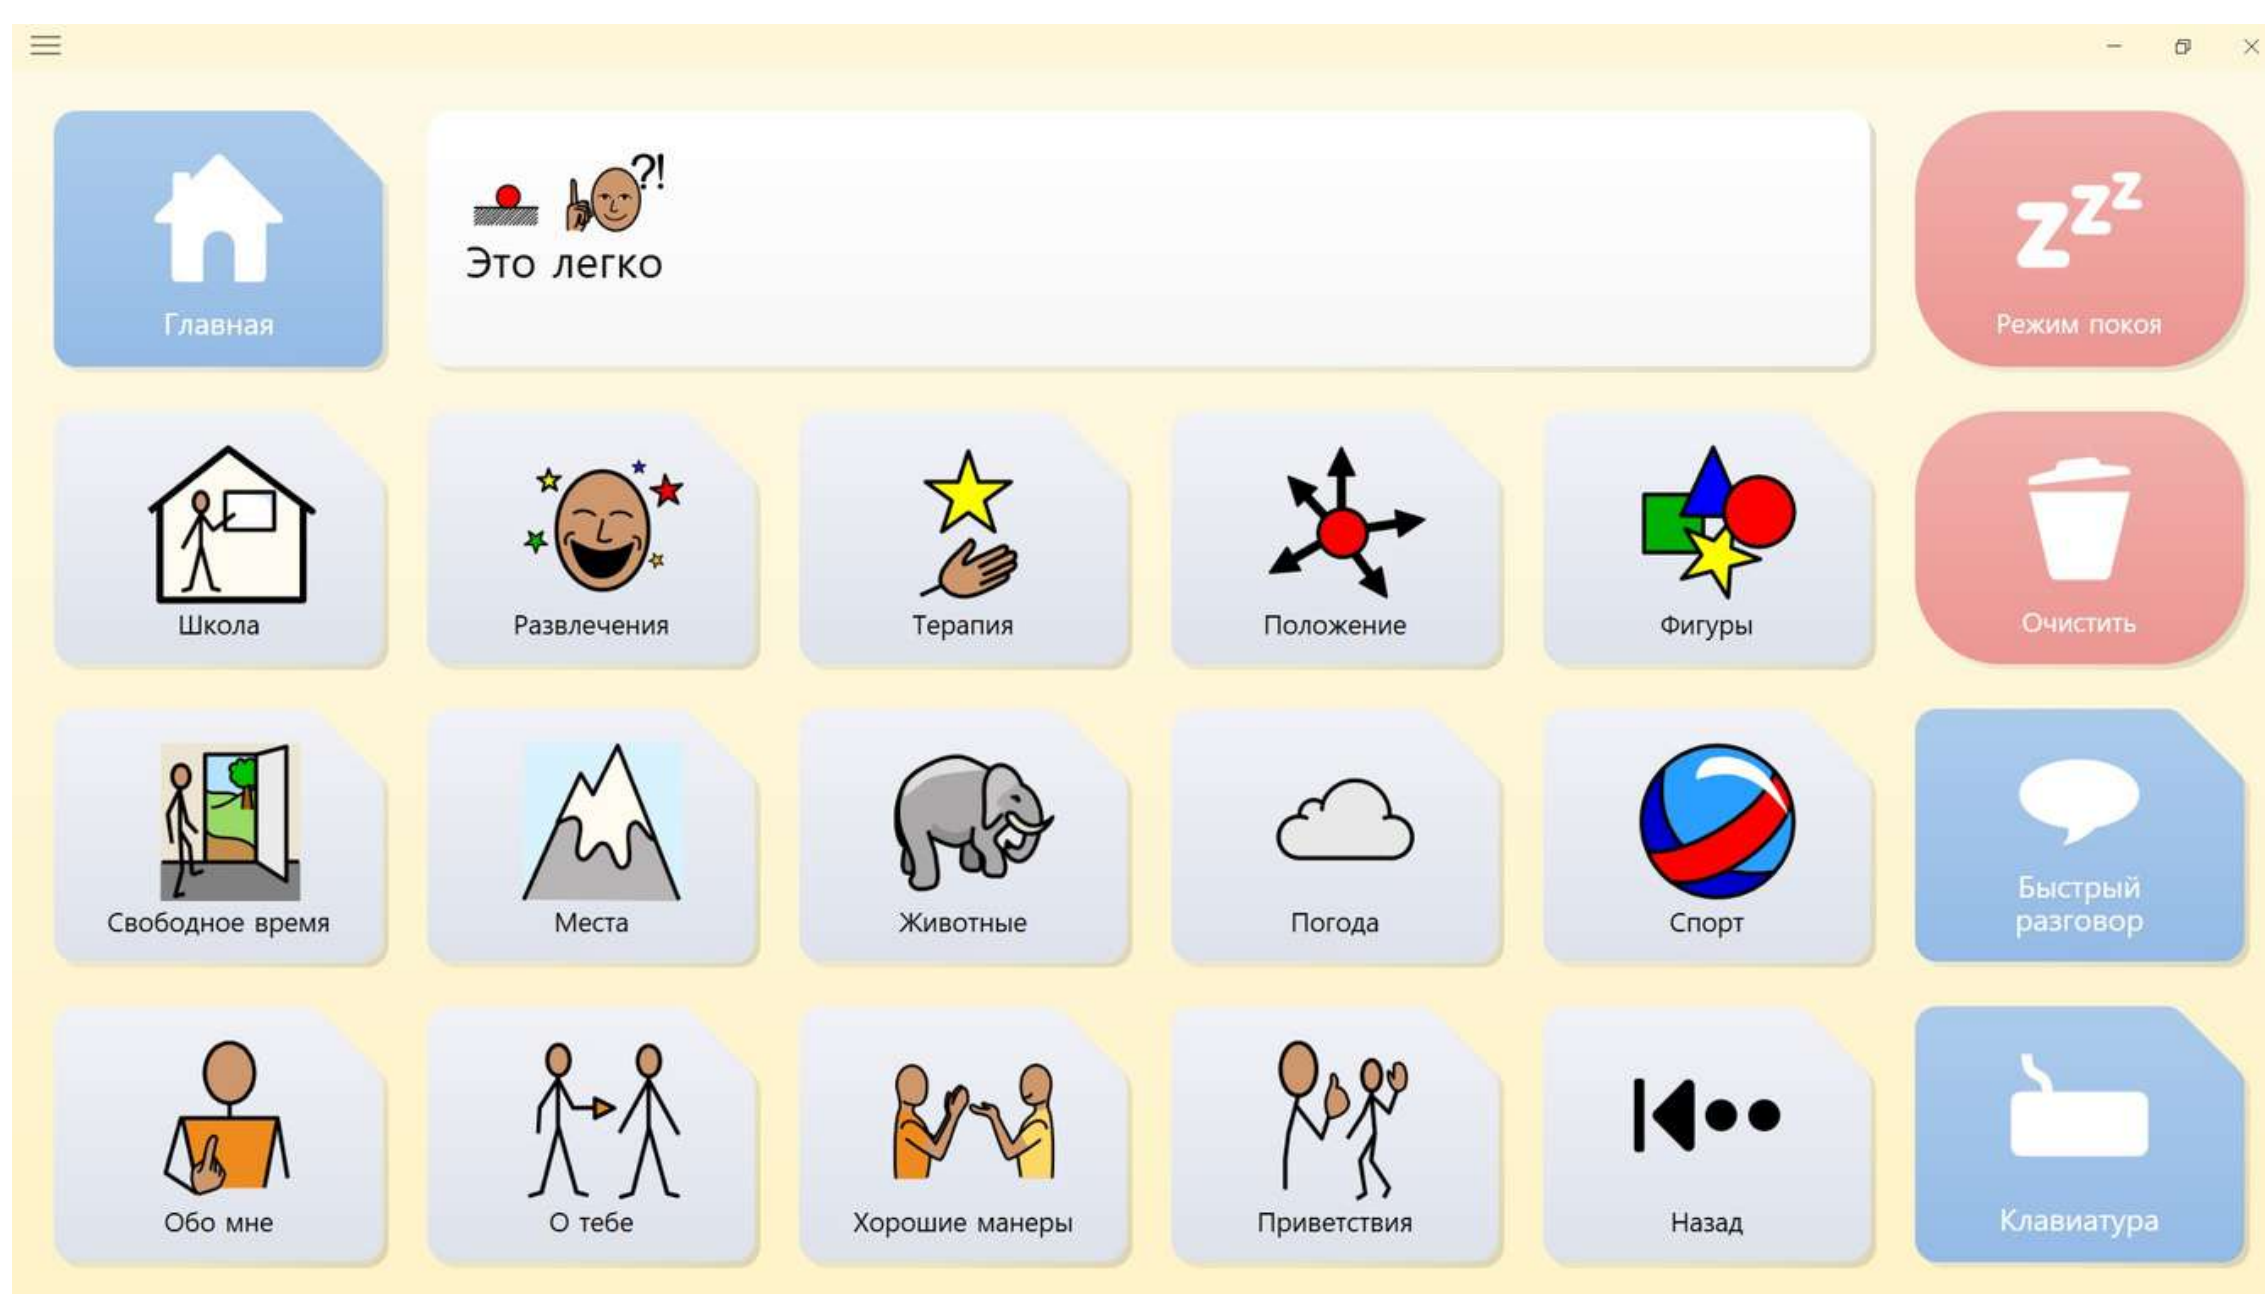 ?!
Это легко
Главная
zzz
Режим покоя
Школа
Развлечения
Терапия
Положение
Фигуры
Очистить
Свободное время
Места
Животные
Погода
Спорт
Быстрый
разговор
Обо мне
О тебе
Хорошие манеры
Приветствия
Назад
Клавиатура